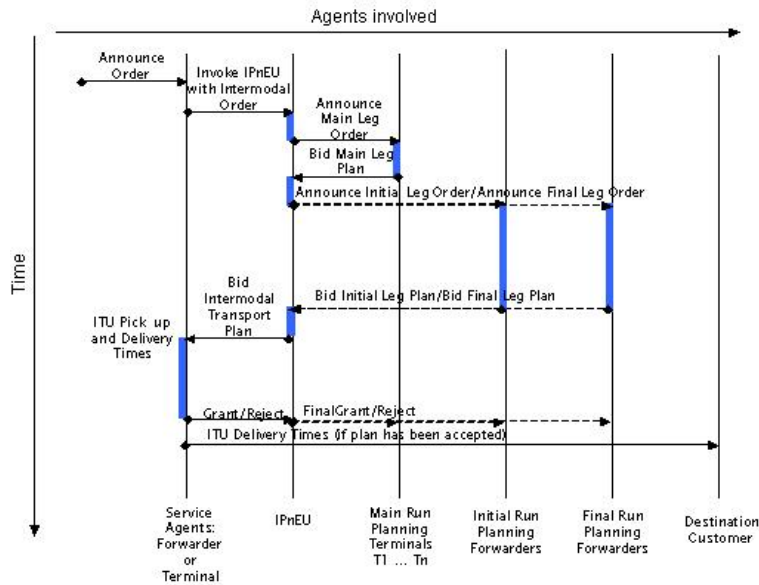 Agents involved
Announce
Order
Invoke IPnEU
with Intermodal
Order
Announce
Main Leg
Order
Bid Main Leg
Plan
Announce Initial Leg Order/Announce Final Leg Order
Time
Bid
Intermodal
Transport
Plan
Bid Initial Leg Plan/Bid Final Leg Plan
ITU Pick up
and Delivery
Times
Grant/Reject
FinalGrant/Reject
ITU Delivery Times (if plan has been accepted)
Service
Agents:
Forwarder
or
Terminal
IPnEU
Main Run
Planning
Terminals
T1 ... Tn
Initial Run
Planning
Forwarders
Final Run
Planning
Forwarders
Destination
Customer